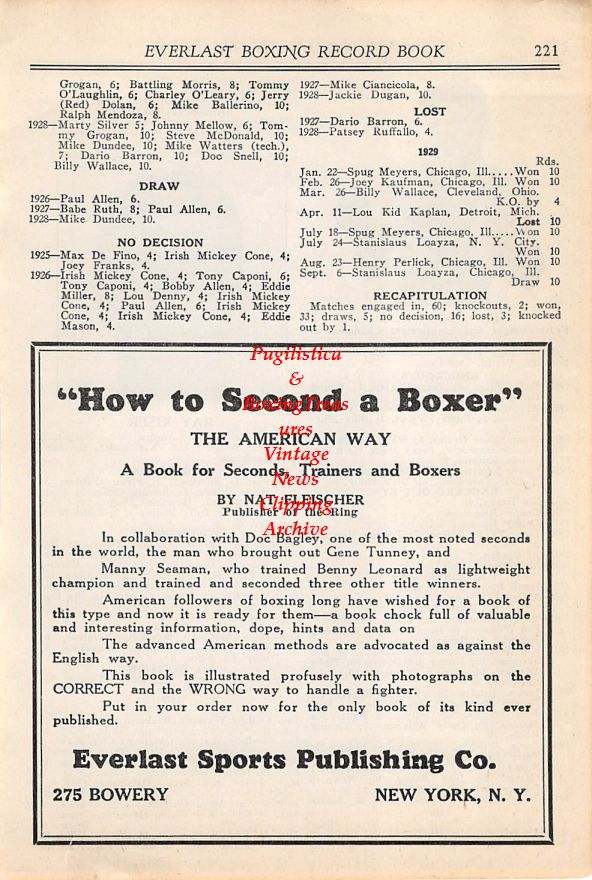 EVERLAST BOXING RECORD BOOK 221
Grogan, 6; Battling Morris, 8; Tommy
O'Laughlin, 6; Charley O'Leary, 6; Jerry
(Red) Dolan, 6; Mike Ballerino, 10;
Ralph Mendoza, 8.
1928—Marty Silver 5; Johnny Mellow, 6; Tom-
my Grogan, 10; Steve McDonald, 10;
Mike Dundee, 10; Mike Watters (tech.),
7; Dario Barron, 10; Doc Snell, 10;
Billy Wallace, 10.
DRAW
1926—Paul Allen, 6.
1927—Babe Ruth, 8; Paul Allen, 6.
1928—Mike Dundee, 10.
NO DECISION
1925—Max De Fino, 4; Irish Mickey Cone, 4;
Joey Franks, 4.
1926—Irish Mickey Cone, 4; Tony Caponi, 6;
Tony Caponi, 4; Bobby Allen, 4; Eddie
Miller, 8; Lou Denny, 4; Irish Mickey
Cone, 4; Paul Allen, 6; Irish Mickey
Cone, 4; Irish Mickey Cone, 4; Eddie
Mason, 4.
1927—Mike Ciancicola, 8.
1928—Jackie Dugan, 10.
LOST
1927—Dario Barron, 6.
1928—Patsey Ruffallo, 4.
1929
Rds.
Jan. 22—Spug Meyers, Chicago, Ill.....Won 10
Feb. 26—Joey Kaufman, Chicago, Ill. Won 10
Mar. 26—Billy Wallace, Cleveland, Ohio.
K.O. by 4
Apr. 11—Lou Kid Kaplan, Detroit, Mich.
Lost 10
July 18—Spug Meyers, Chicago, Ill.....Won 10
July 24—Stanislaus Loayza, N. Y. City.
Won 10
Aug. 23—Henry Perlick, Chicago, Ill. Won 10
Sept. 6—Stanislaus Loayza, Chicago, Ill.
Draw 10
RECAPITULATION
Matches engaged in, 60; knockouts, 2; won,
33; draws, 5; no decision, 16; lost, 3; knocked
out by 1.
Pugilistica
&
BoxingTreas
ures
Vintage
News
Clipping
Archive
"How to Second a Boxer"
THE AMERICAN WAY
A Book for Seconds, Trainers and Boxers
BY NAT FLEISCHER
Publisher of the Ring
In collaboration with Doc Bagley, one of the most noted seconds
in the world, the man who brought out Gene Tunney, and
Manny Seaman, who trained Benny Leonard as lightweight
champion and trained and seconded three other title winners.
American followers of boxing long have wished for a book of
this type and now it is ready for them—a book chock full of valuable
and interesting information, dope, hints and data on
The advanced American methods are advocated as against the
English way.
This book is illustrated profusely with photographs on the
CORRECT and the WRONG way to handle a fighter.
Put in your order now for the only book of its kind ever
published.
Everlast Sports Publishing Co.
275 BOWERY NEW YORK, N. Y.